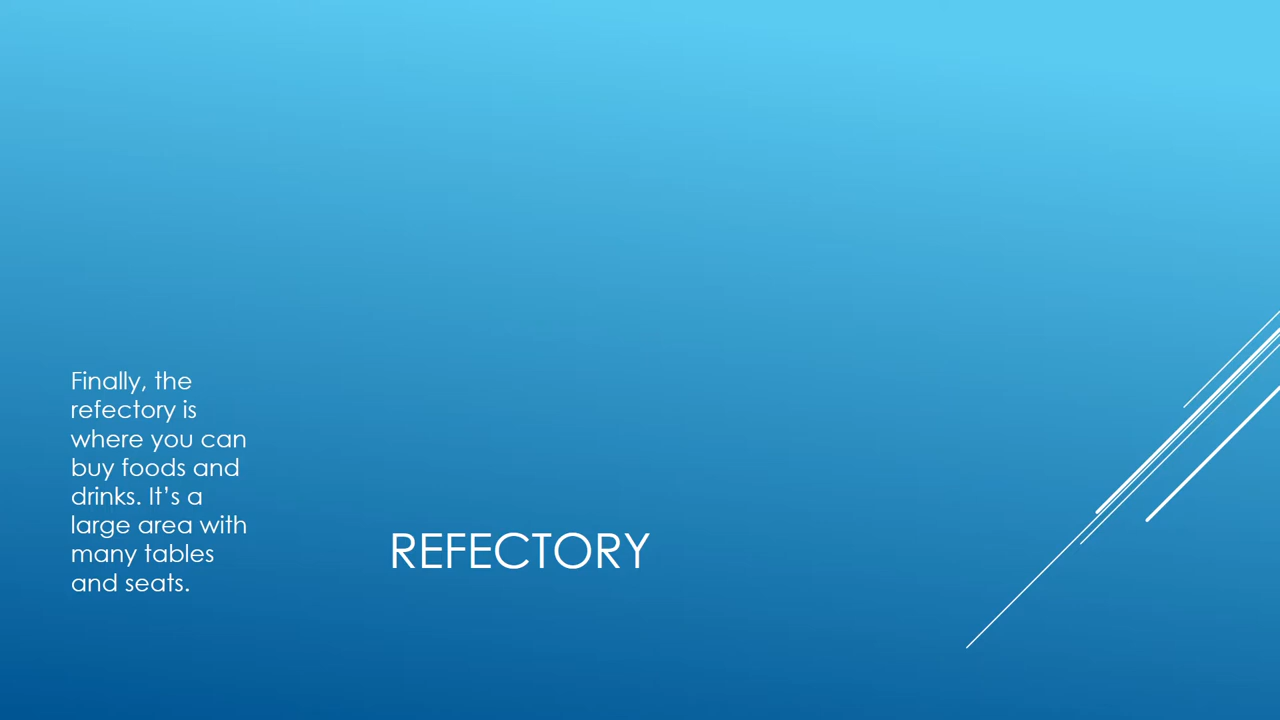 Finally, the
refectory is
where you can
buy foods and
drinks. It’s a
large area with
many tables
and seats.
REFECTORY